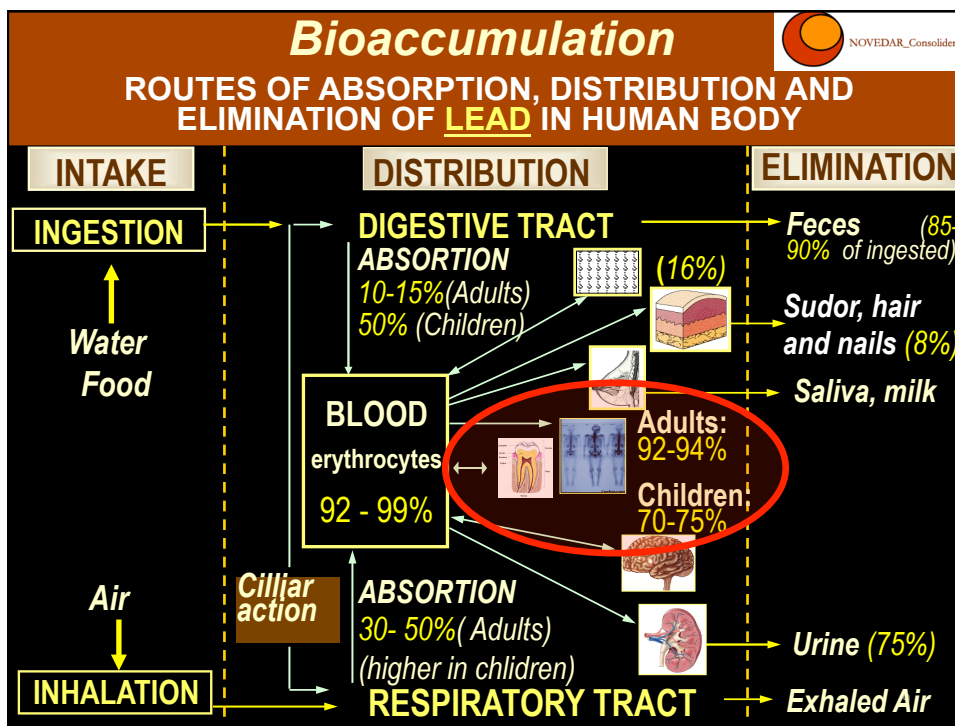 Bioaccumulation
NOVEDAR_Consolider
ROUTES OF ABSORPTION, DISTRIBUTION AND
ELIMINATION OF LEAD IN HUMAN BODY
INTAKE
DISTRIBUTION
ELIMINATION
INGESTION
DIGESTIVE TRACT
Feces (85-
90% of ingested)
ABSORTION
10-15%(Adults)
50% (Children)
(16%)
Water
Food
Sudor, hair
and nails (8%)
Saliva, milk
BLOOD
erythrocytes
92 - 99%
Adults:
92-94%
Children:
70-75%
Cilliar
action
Air
ABSORTION
30- 50%( Adults)
(higher in chlidren)
Urine (75%)
INHALATION
RESPIRATORY TRACT
Exhaled Air